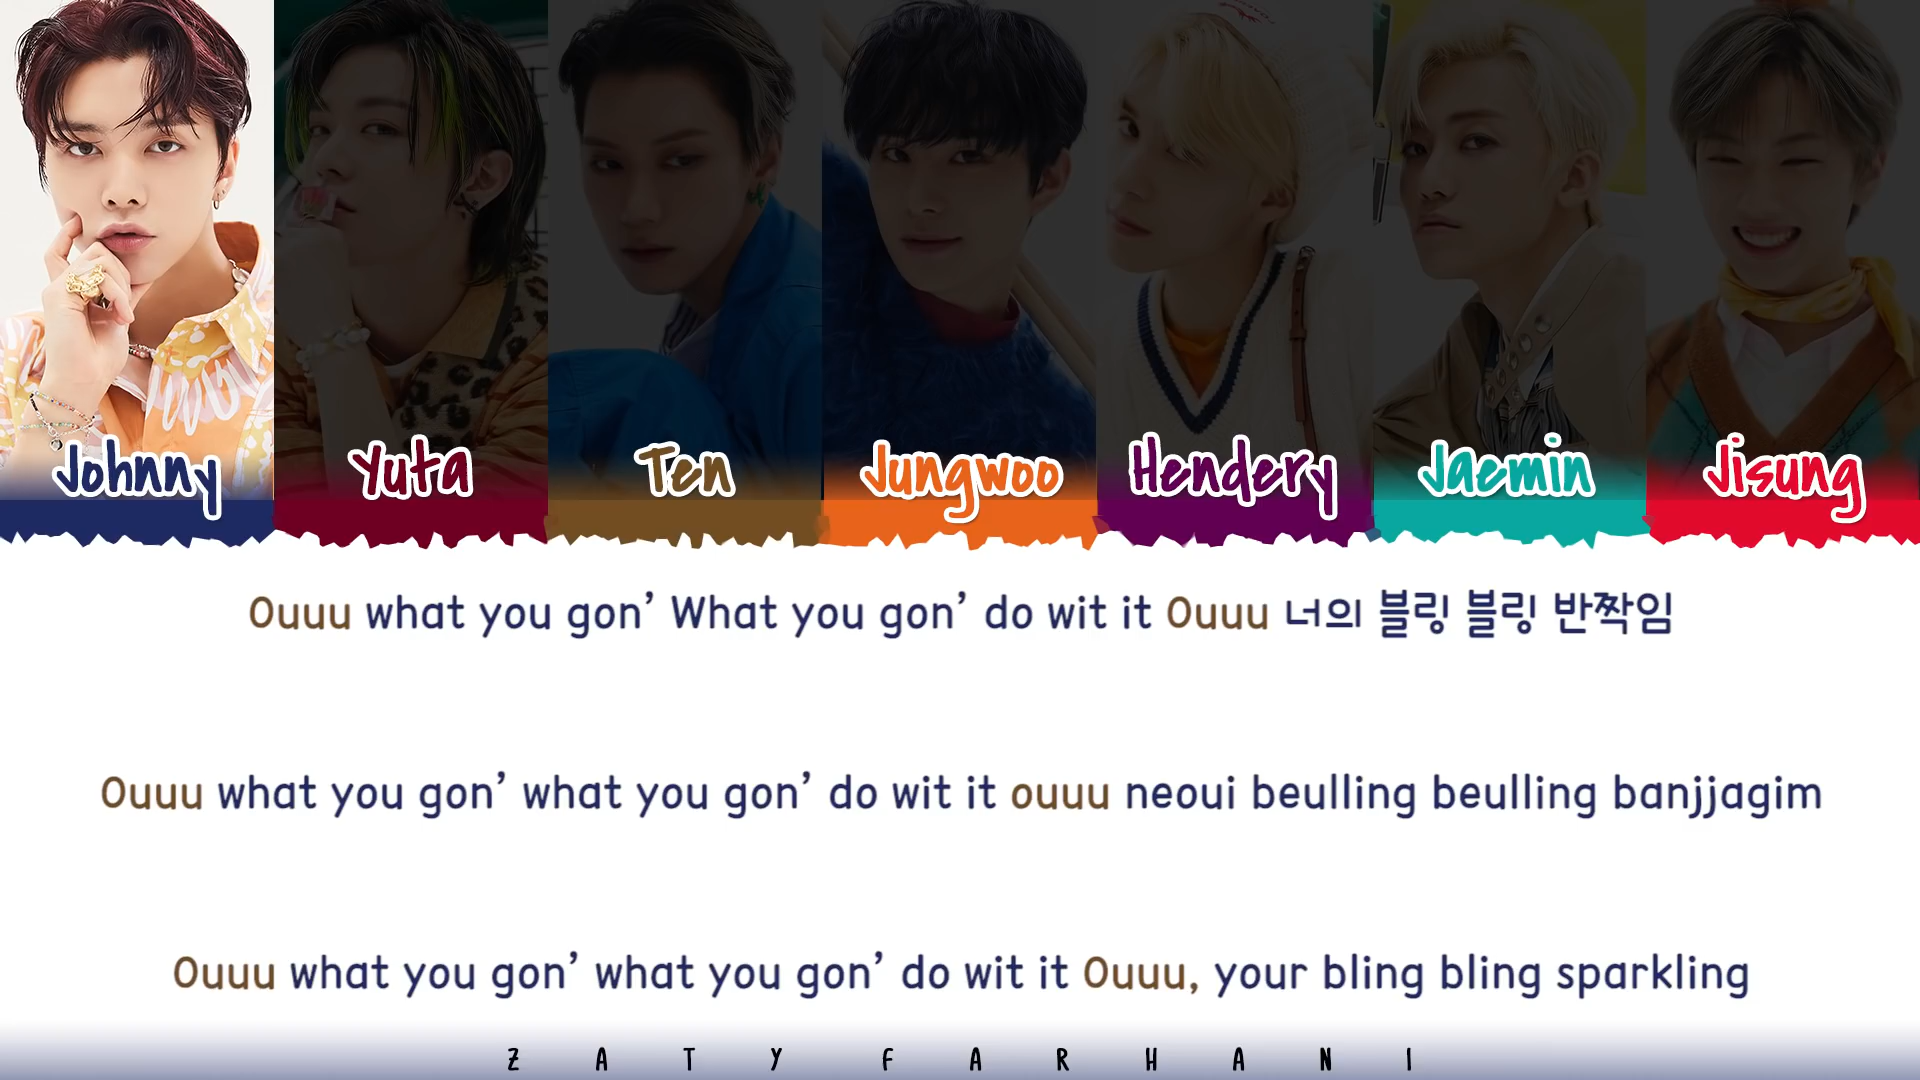 Johnny Yuta Ten Jungwoo Hendery Jaemin Jisung
Ouuu what you gon’ What you gon’ do wit it Ouuu 너의 블링 블링 반짝임
Ouuu what you gon’ what you gon’ do wit it ouuu neoui beulling beulling banjjagim
Ouuu what you gon’ what you gon’ do wit it Ouuu, your bling bling sparkling
ZATY FARHANI